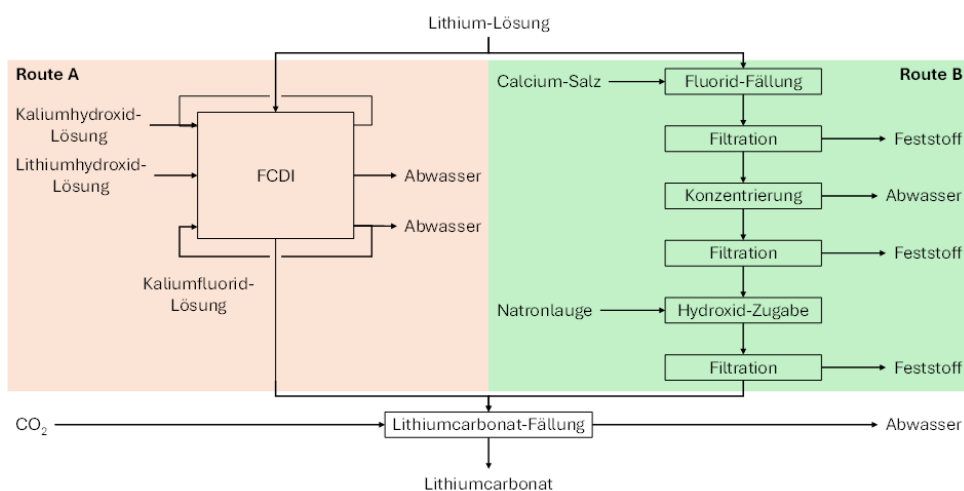 Lithium-Lösung
Route A
Kaliumhydroxid-
Lösung
Lithiumhydroxid-
Lösung
FCDI
Abwasser
Abwasser
Kaliumfluorid-
Lösung
Route B
Calcium-Salz
Fluorid-Fällung
Filtration
Feststoff
Konzentrierung
Abwasser
Filtration
Feststoff
Natronlauge
Hydroxid-Zugabe
Filtration
Feststoff
CO₂
Lithiumcarbonat-Fällung
Abwasser
Lithiumcarbonat